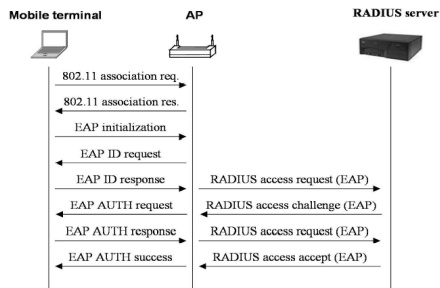 Mobile terminal
AP
RADIUS server
802.11 association req.
802.11 association res.
EAP initialization
EAP ID request
EAP ID response
RADIUS access request (EAP)
EAP AUTH request
RADIUS access challenge (EAP)
EAP AUTH response
RADIUS access request (EAP)
EAP AUTH success
RADIUS access accept (EAP)